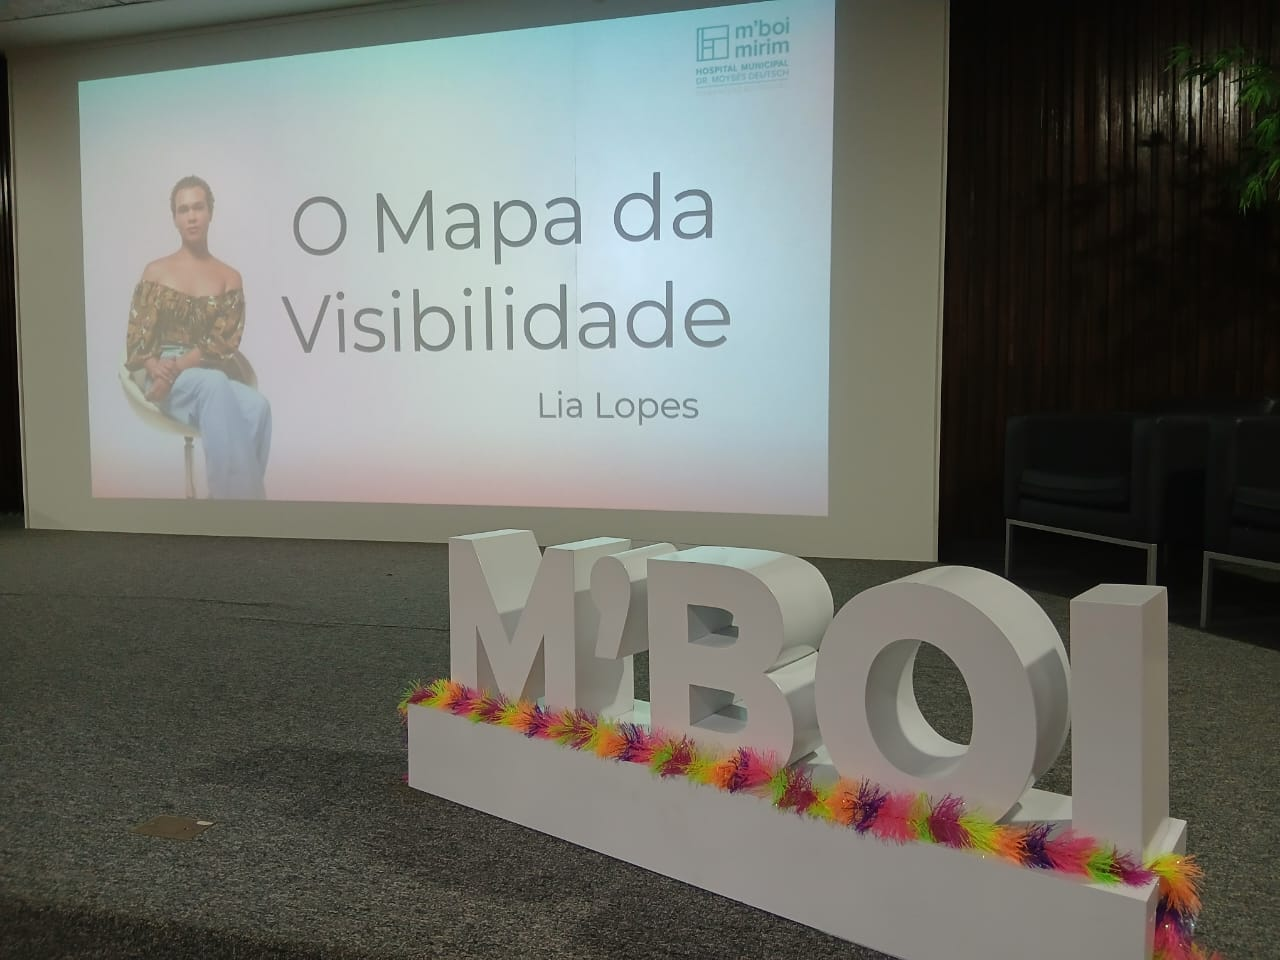 m'boi
mirim
HOSPITAL MUNICIPAL
DR. MOYSÉS DEUTSCH
O Mapa da
Visibilidade
Lia Lopes
M'BOI